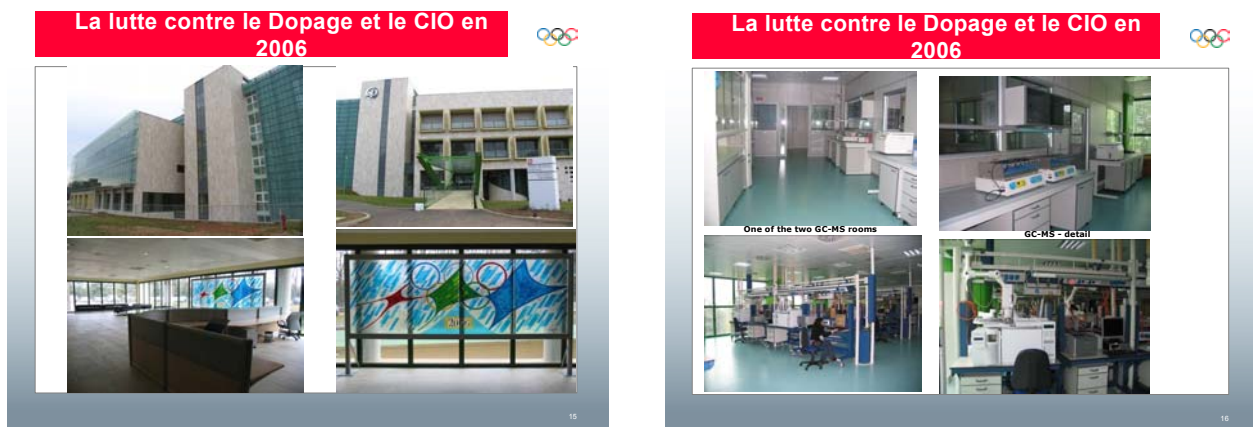 La lutte contre le Dopage et le CIO en
2006
15
La lutte contre le Dopage et le CIO en
2006
One of the two GC-MS rooms
GC-MS - detail
16